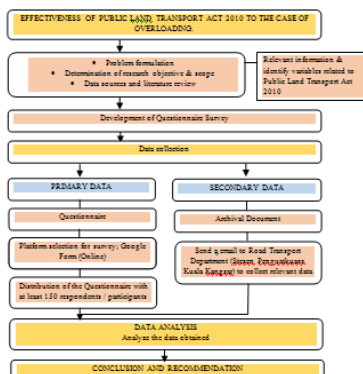 EFFECTIVENESS OF PUBLIC LAND TRANSPORT ACT 2010 TO THE CASE OF
OVERLOADING.
• Problem formulation
• Determination of research objective & scope
• Data sources and literature review
Relevant information &
identify variables related to
Public Land Transport Act
2010
Development of Questionnaire Survey
Data collection
PRIMARY DATA
SECONDARY DATA
Questionnaire
Archival Document
Platform selection for survey; Google
Form (Online)
Send a email to Road Transport
Department (Stesen Penguatkuasa
Kuala Kangsar) to collect relevant data
Distribution of the Questionnaire with
at least 150 respondents / participants
DATA ANALYSIS
Analyse the data obtained
CONCLUSION AND RECOMMENDATION